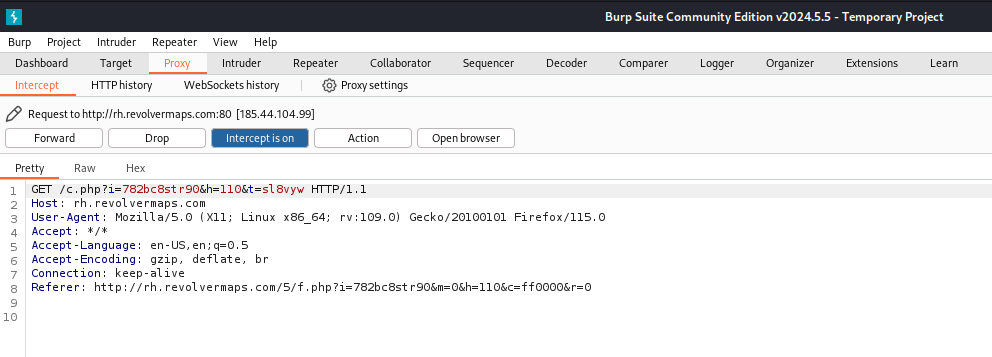 Burp Suite Community Edition v2024.5.5 - Temporary Project
Burp Project Intruder Repeater View Help
Dashboard Target Proxy Intruder Repeater Collaborator Sequencer Decoder Comparer Logger Organizer Extensions Learn
Intercept HTTP history WebSockets history Proxy settings
Request to http://rh.revolvermaps.com:80 [185.44.104.99]
Forward Drop Intercept is on Action Open browser
Pretty Raw Hex
1 GET /c.php?i=782bc8str90&h=110&t=sl8vyw HTTP/1.1
2 Host: rh.revolvermaps.com
3 User-Agent: Mozilla/5.0 (X11; Linux x86_64; rv:109.0) Gecko/20100101 Firefox/115.0
4 Accept: */*
5 Accept-Language: en-US,en;q=0.5
6 Accept-Encoding: gzip, deflate, br
7 Connection: keep-alive
8 Referer: http://rh.revolvermaps.com/5/f.php?i=782bc8str90&m=0&h=110&c=ff0000&r=0
9
10